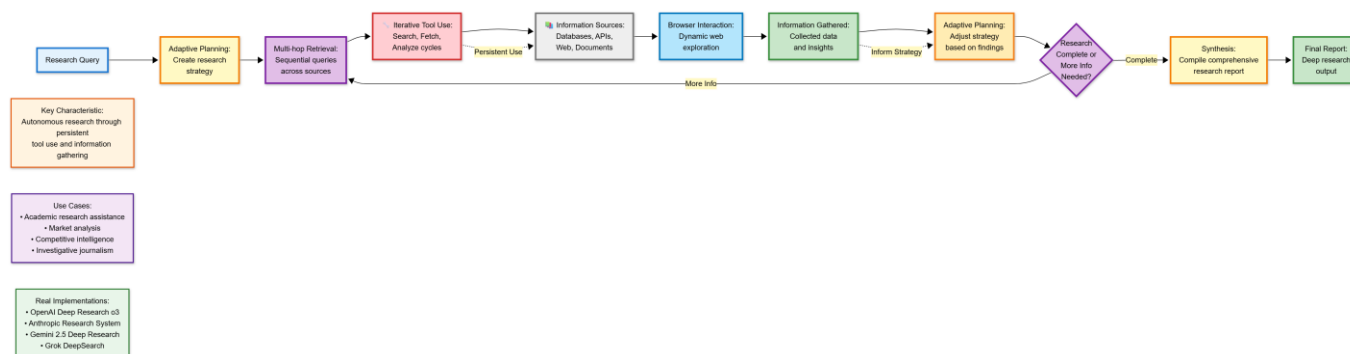 Research Query
Adaptive Planning:
Create research
strategy
Multi-hop Retrieval:
Sequential queries
across sources
Iterative Tool Use:
Search, Fetch,
Analyze cycles
Persistent Use
Information Sources:
Databases, APIs,
Web, Documents
Browser Interaction:
Dynamic web
exploration
Information Gathered:
Collected data
and insights
Inform Strategy
Adaptive Planning:
Adjust strategy
based on findings
Research
Complete or
More Info
Needed?
Complete
More Info
Synthesis:
Compile comprehensive
research report
Final Report:
Deep research
output
Key Characteristic:
Autonomous research through
persistent
tool use and information
gathering
Use Cases:
• Academic research assistance
• Market analysis
• Competitive intelligence
• Investigative journalism
Real Implementations:
• OpenAI Deep Research o3
• Anthropic Research System
• Gemini 2.5 Deep Research
• Grok DeepSearch